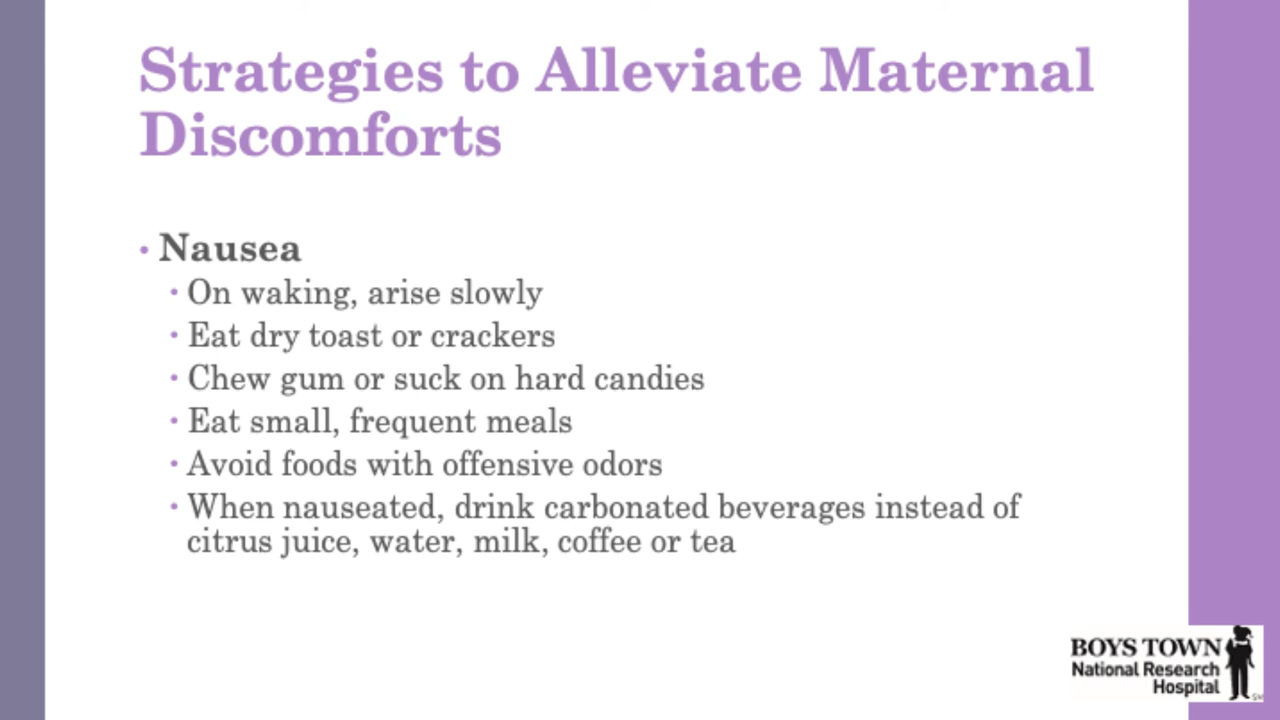 Strategies to Alleviate Maternal
Discomforts
• Nausea
• On waking, arise slowly
• Eat dry toast or crackers
• Chew gum or suck on hard candies
• Eat small, frequent meals
• Avoid foods with offensive odors
• When nauseated, drink carbonated beverages instead of
citrus juice, water, milk, coffee or tea
BOYS TOWN
National Research
Hospital
SM